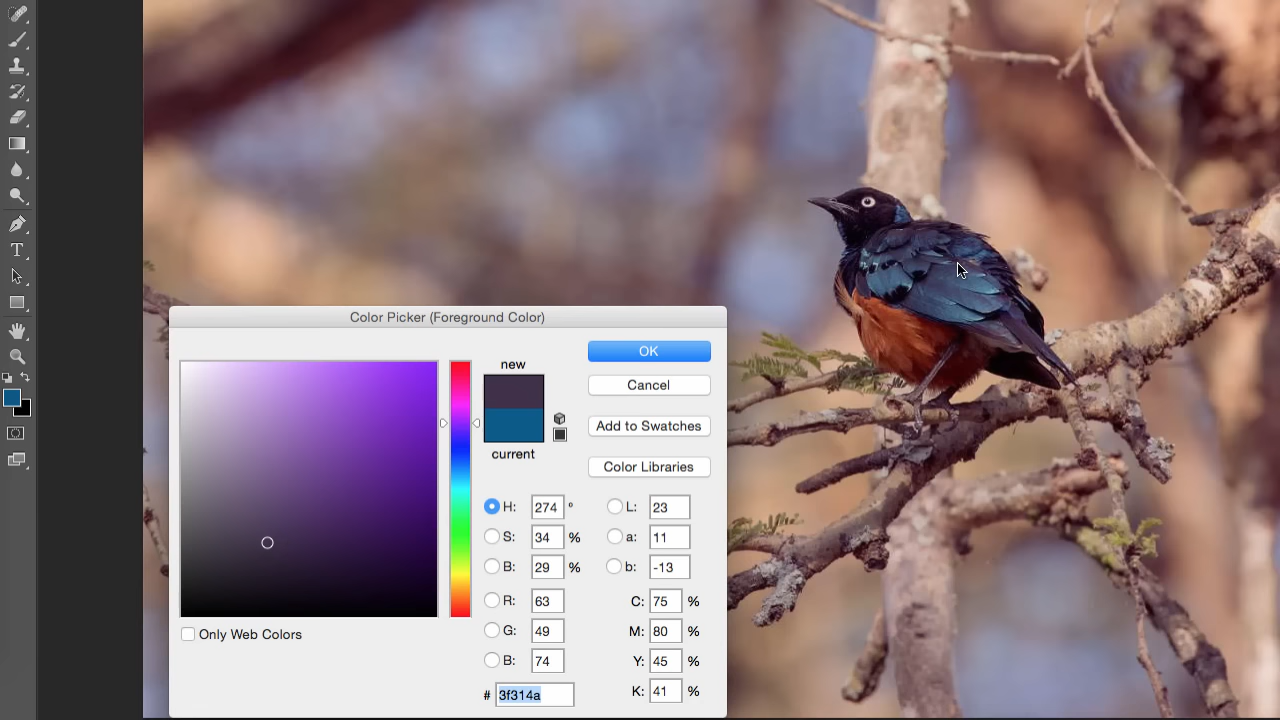 T
Color Picker (Foreground Color)
new
current
OK
Cancel
Add to Swatches
Color Libraries
H: 274 °
S: 34 %
B: 29 %
R: 63
G: 49
B: 74
# 3f314a
L: 23
a: 11
b: -13
C: 75 %
M: 80 %
Y: 45 %
K: 41 %
Only Web Colors